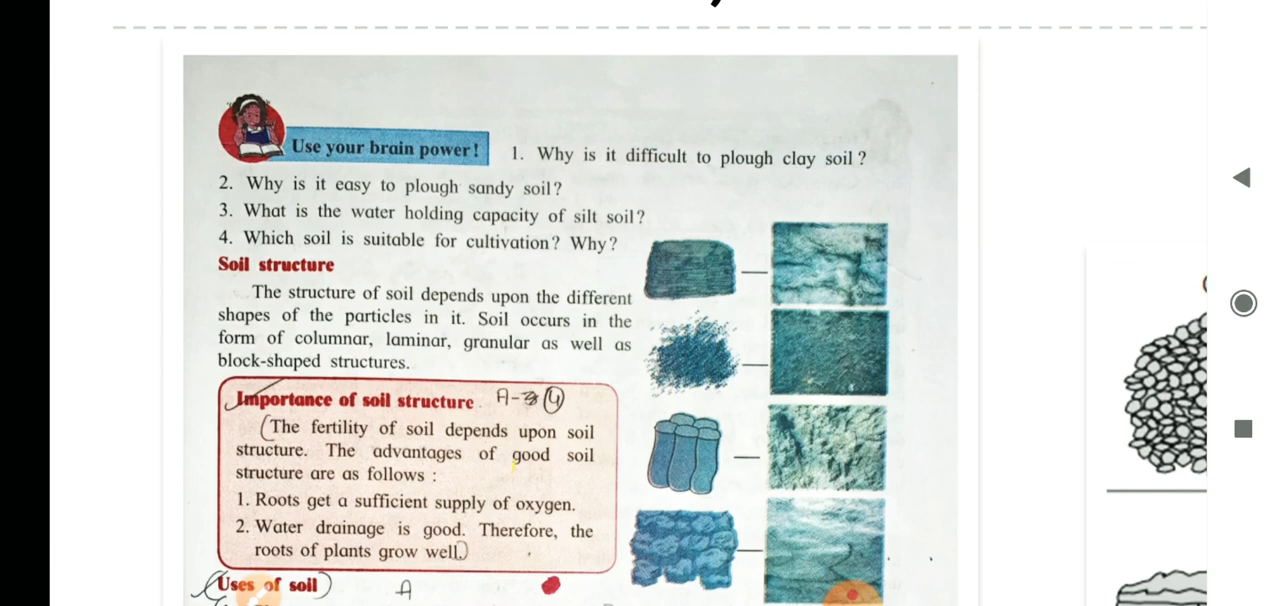 Use your brain power!
1. Why is it difficult to plough clay soil?
2. Why is it easy to plough sandy soil?
3. What is the water holding capacity of silt soil?
4. Which soil is suitable for cultivation? Why?
Soil structure
The structure of soil depends upon the different
shapes of the particles in it. Soil occurs in the
form of columnar, laminar, granular as well as
block-shaped structures.
Importance of soil structure
(The fertility of soil depends upon soil
structure. The advantages of good soil
structure are as follows :
1. Roots get a sufficient supply of oxygen.
2. Water drainage is good. Therefore, the
roots of plants grow well.)
(Uses of soil)
A